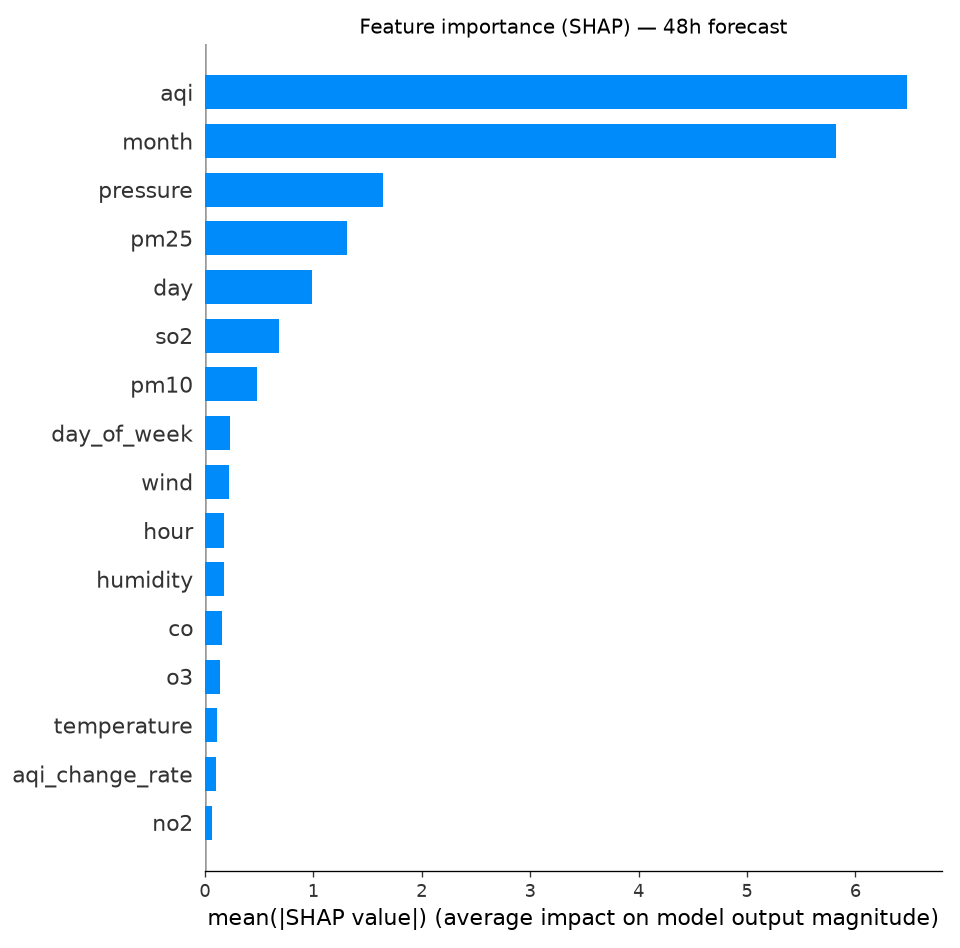 Feature importance (SHAP) — 48h forecast
aqi
month
pressure
pm25
day
so2
pm10
day_of_week
wind
hour
humidity
co
o3
temperature
aqi_change_rate
no2
0 1 2 3 4 5 6
mean(|SHAP value|) (average impact on model output magnitude)